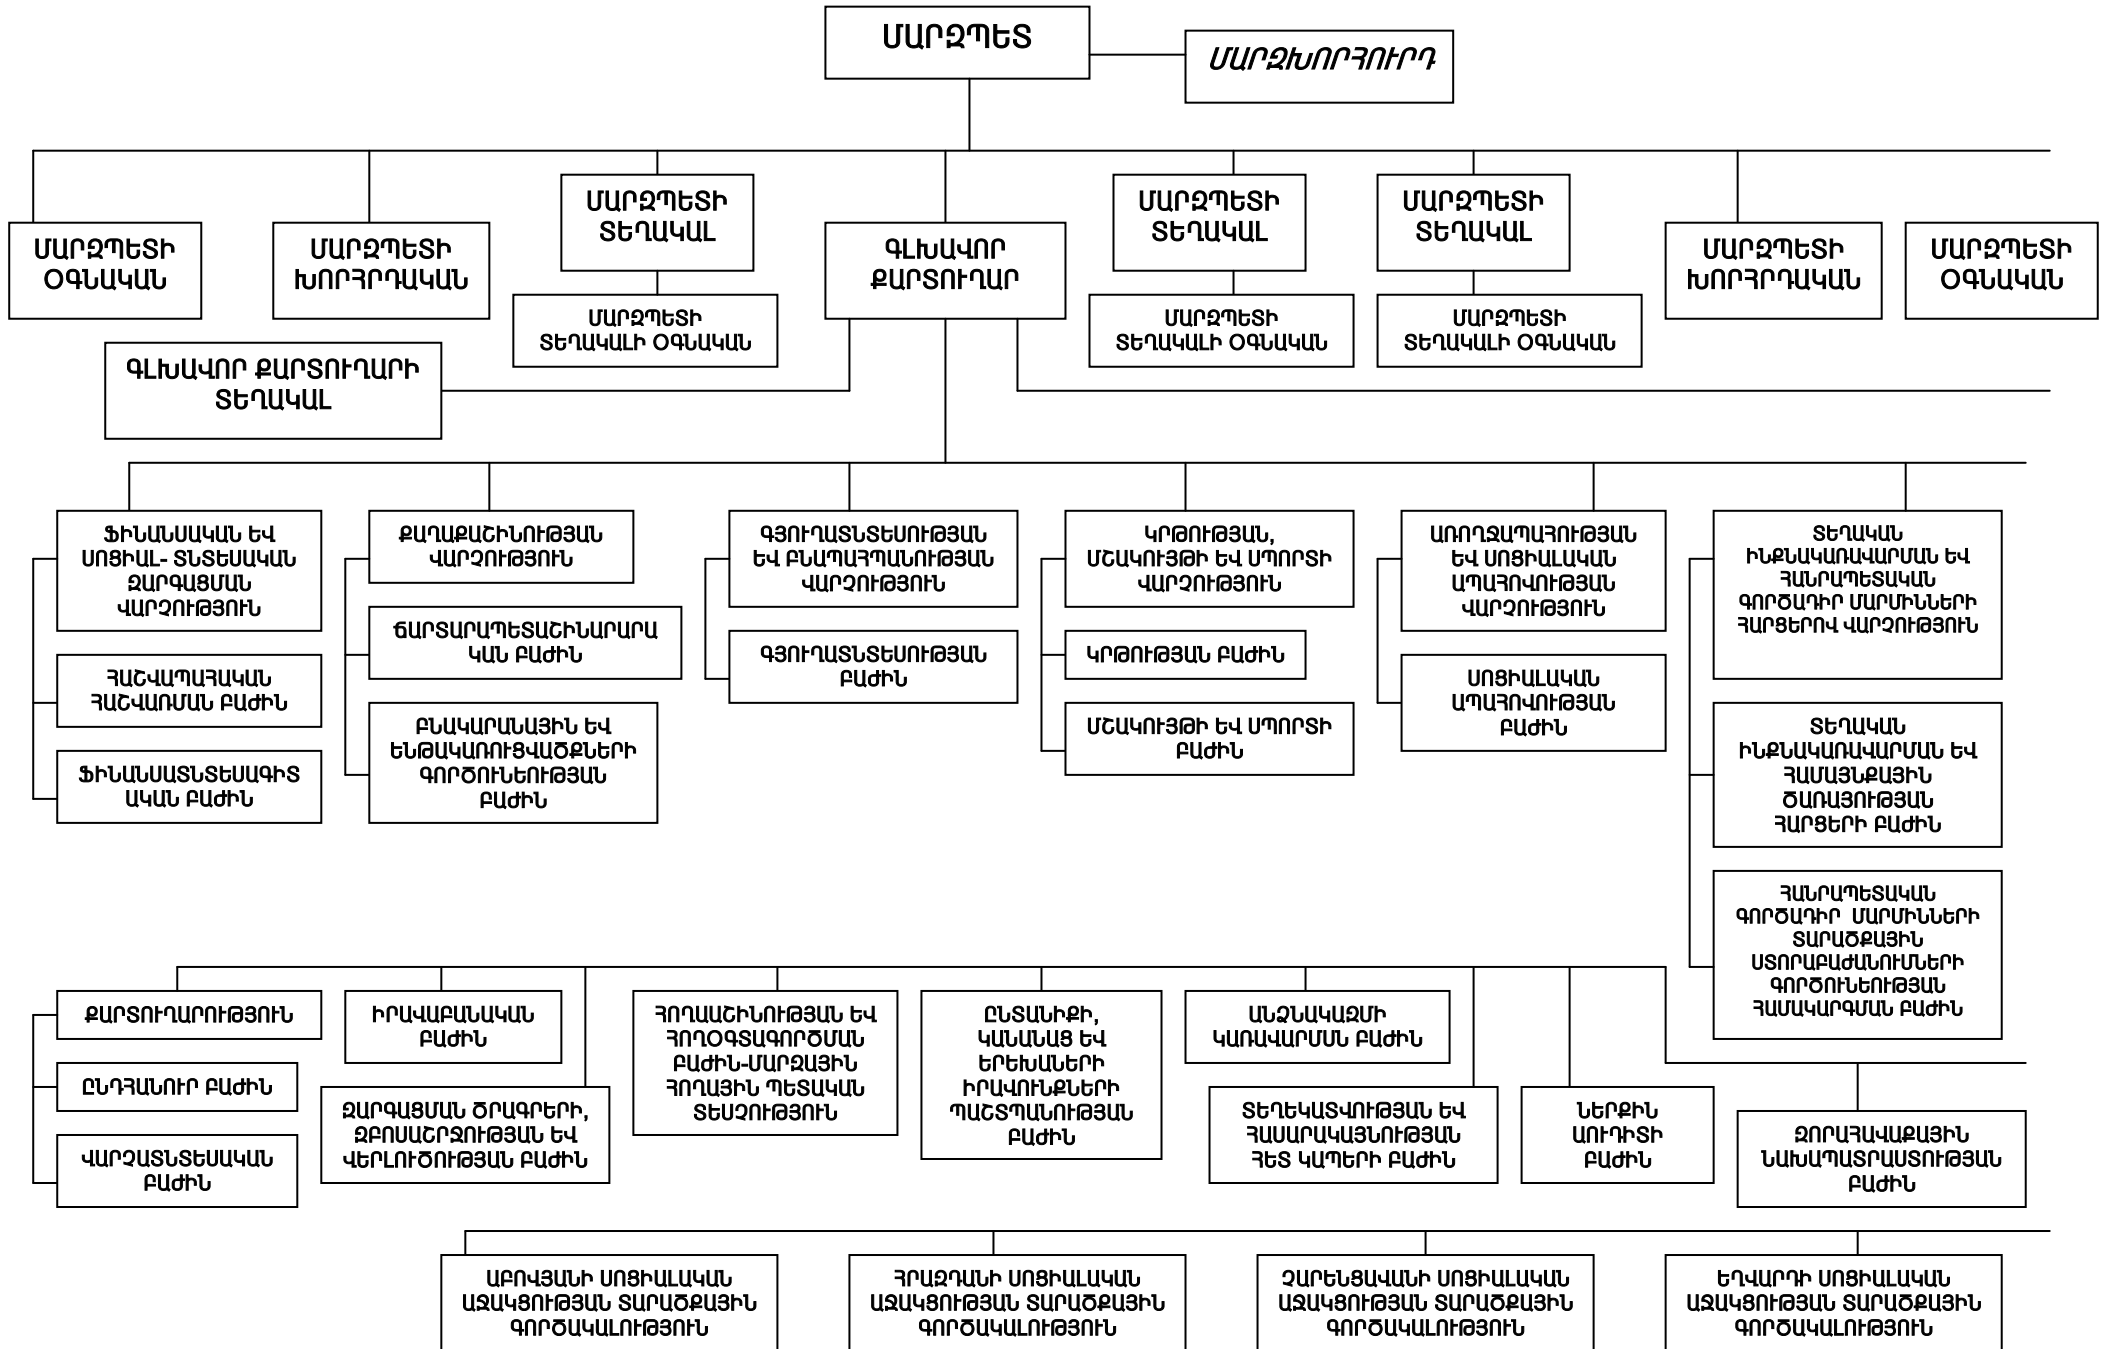 ՄԱՐԶՊԵՏ
ՄԱՐԶԽՈՐՀՈՒՐԴ
ՄԱՐԶՊԵՏԻ
ՕԳՆԱԿԱՆ
ՄԱՐԶՊԵՏԻ
ԽՈՐՀՐԴԱԿԱՆ
ՄԱՐԶՊԵՏԻ
ՏԵՂԱԿԱԼ
ՄԱՐԶՊԵՏԻ
ՏԵՂԱԿԱԼԻ ՕԳՆԱԿԱՆ
ԳԼԽԱՎՈՐ
ՔԱՐՏՈՒՂԱՐ
ՄԱՐԶՊԵՏԻ
ՏԵՂԱԿԱԼ
ՄԱՐԶՊԵՏԻ
ՏԵՂԱԿԱԼԻ ՕԳՆԱԿԱՆ
ՄԱՐԶՊԵՏԻ
ՏԵՂԱԿԱԼ
ՄԱՐԶՊԵՏԻ
ՏԵՂԱԿԱԼԻ ՕԳՆԱԿԱՆ
ՄԱՐԶՊԵՏԻ
ԽՈՐՀՐԴԱԿԱՆ
ՄԱՐԶՊԵՏԻ
ՕԳՆԱԿԱՆ
ԳԼԽԱՎՈՐ ՔԱՐՏՈՒՂԱՐԻ
ՏԵՂԱԿԱԼ
ՖԻՆԱՆՍԱԿԱՆ ԵՎ
ՍՈՑԻԱԼ- ՏՆՏԵՍԱԿԱՆ
ԶԱՐԳԱՑՄԱՆ
ՎԱՐՉՈՒԹՅՈՒՆ
ՀԱՇՎԱՊԱՀԱԿԱՆ
ՀԱՇՎԱՌՄԱՆ ԲԱԺԻՆ
ՖԻՆԱՆՍԱՏՆՏԵՍԱԳԻՏ
ԱԿԱՆ ԲԱԺԻՆ
ՔԱՂԱՔԱՇԻՆՈՒԹՅԱՆ
ՎԱՐՉՈՒԹՅՈՒՆ
ՃԱՐՏԱՐԱՊԵՏԱՇԻՆԱՐԱՐԱ
ԿԱՆ ԲԱԺԻՆ
ԲՆԱԿԱՐԱՆԱՅԻՆ ԵՎ
ԵՆԹԱԿԱՌՈՒՑՎԱԾՔՆԵՐԻ
ԳՈՐԾՈՒՆԵՈՒԹՅԱՆ
ԲԱԺԻՆ
ԳՅՈՒՂԱՏՆՏԵՍՈՒԹՅԱՆ
ԵՎ ԲՆԱՊԱՀՊԱՆՈՒԹՅԱՆ
ՎԱՐՉՈՒԹՅՈՒՆ
ԳՅՈՒՂԱՏՆՏԵՍՈՒԹՅԱՆ
ԲԱԺԻՆ
ԿՐԹՈՒԹՅԱՆ,
ՄՇԱԿՈՒՅԹԻ ԵՎ ՍՊՈՐՏԻ
ՎԱՐՉՈՒԹՅՈՒՆ
ԿՐԹՈՒԹՅԱՆ ԲԱԺԻՆ
ՄՇԱԿՈՒՅԹԻ ԵՎ ՍՊՈՐՏԻ
ԲԱԺԻՆ
ԱՌՈՂՋԱՊԱՀՈՒԹՅԱՆ
ԵՎ ՍՈՑԻԱԼԱԿԱՆ
ԱՊԱՀՈՎՈՒԹՅԱՆ
ՎԱՐՉՈՒԹՅՈՒՆ
ՍՈՑԻԱԼԱԿԱՆ
ԱՊԱՀՈՎՈՒԹՅԱՆ
ԲԱԺԻՆ
ՏԵՂԱԿԱՆ
ԻՆՔՆԱԿԱՌԱՎԱՐՄԱՆ ԵՎ
ՀԱՆՐԱՊԵՏԱԿԱՆ
ԳՈՐԾԱԴԻՐ ՄԱՐՄԻՆՆԵՐԻ
ՀԱՐՑԵՐՈՎ ՎԱՐՉՈՒԹՅՈՒՆ
ՏԵՂԱԿԱՆ
ԻՆՔՆԱԿԱՌԱՎԱՐՄԱՆ ԵՎ
ՀԱՄԱՅՆՔԱՅԻՆ
ԾԱՌԱՅՈՒԹՅԱՆ
ՀԱՐՑԵՐԻ ԲԱԺԻՆ
ՀԱՆՐԱՊԵՏԱԿԱՆ
ԳՈՐԾԱԴԻՐ ՄԱՐՄԻՆՆԵՐԻ
ՏԱՐԱԾՔԱՅԻՆ
ՍՏՈՐԱԲԱԺԱՆՈՒՄՆԵՐԻ
ԳՈՐԾՈՒՆԵՈՒԹՅԱՆ
ՀԱՄԱԿԱՐԳՄԱՆ ԲԱԺԻՆ
ՔԱՐՏՈՒՂԱՐՈՒԹՅՈՒՆ
ԸՆԴՀԱՆՈՒՐ ԲԱԺԻՆ
ՎԱՐՉԱՏՆՏԵՍԱԿԱՆ
ԲԱԺԻՆ
ԻՐԱՎԱԲԱՆԱԿԱՆ
ԲԱԺԻՆ
ԶԱՐԳԱՑՄԱՆ ԾՐԱԳՐԵՐԻ,
ԶԲՈՍԱՇՐՋՈՒԹՅԱՆ ԵՎ
ՎԵՐԼՈՒԾՈՒԹՅԱՆ ԲԱԺԻՆ
ՀՈՂԱԱՇԻՆՈՒԹՅԱՆ ԵՎ
ՀՈՂՕԳՏԱԳՈՐԾՄԱՆ
ԲԱԺԻՆ-ՄԱՐԶԱՅԻՆ
ՀՈՂԱՅԻՆ ՊԵՏԱԿԱՆ
ՏԵՍՉՈՒԹՅՈՒՆ
ԸՆՏԱՆԻՔԻ,
ԿԱՆԱՆԱՑ ԵՎ
ԵՐԵԽԱՆԵՐԻ
ԻՐԱՎՈՒՆՔՆԵՐԻ
ՊԱՇՏՊԱՆՈՒԹՅԱՆ
ԲԱԺԻՆ
ԱՆՁՆԱԿԱԶՄԻ
ԿԱՌԱՎԱՐՄՍՆ ԲԱԺԻՆ
ՏԵՂԵԿԱՏՎՈՒԹՅԱՆ ԵՎ
ՀԱՍԱՐԱԿԱՅՆՈՒԹՅԱՆ
ՀԵՏ ԿԱՊԵՐԻ ԲԱԺԻՆ
ՆԵՐՔԻՆ
ԱՈՒԴԻՏԻ
ԲԱԺԻՆ
ԶՈՐԱՀԱՎԱՔԱՅԻՆ
ՆԱԽԱՊԱՏՐԱՍՏՈՒԹՅԱՆ
ԲԱԺԻՆ
ԱԲՈՎՅԱՆԻ ՍՈՑԻԱԼԱԿԱՆ
ԱՋԱԿՑՈՒԹՅԱՆ ՏԱՐԱԾՔԱՅԻՆ
ԳՈՐԾԱԿԱԼՈՒԹՅՈՒՆ
ՀՐԱԶԴԱՆԻ ՍՈՑԻԱԼԱԿԱՆ
ԱՋԱԿՑՈՒԹՅԱՆ ՏԱՐԱԾՔԱՅԻՆ
ԳՈՐԾԱԿԱԼՈՒԹՅՈՒՆ
ՉԱՐԵՆՑԱՎԱՆԻ ՍՈՑԻԱԼԱԿԱՆ
ԱՋԱԿՑՈՒԹՅԱՆ ՏԱՐԱԾՔԱՅԻՆ
ԳՈՐԾԱԿԱԼՈՒԹՅՈՒՆ
ԵՂՎԱՐԴԻ ՍՈՑԻԱԼԱԿԱՆ
ԱՋԱԿՑՈՒԹՅԱՆ ՏԱՐԱԾՔԱՅԻՆ
ԳՈՐԾԱԿԱԼՈՒԹՅՈՒՆ